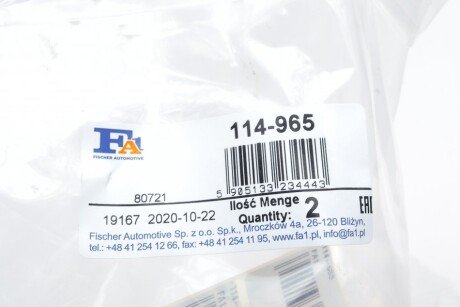 FA1
FISCHER AUTOMOTIVE
114-965
80721
5 905133 234443
19167 2020-10-22
Ilość Menge
Quantity: 2
EAC
Fischer Automotive Sp. z o.o. Sp.k., Mroczków 4a, 26-120 Bliżyn,
tel.: +48 41 254 12 66, fax: +48 41 254 11 95, www.fa1.pl, info@fa1.pl